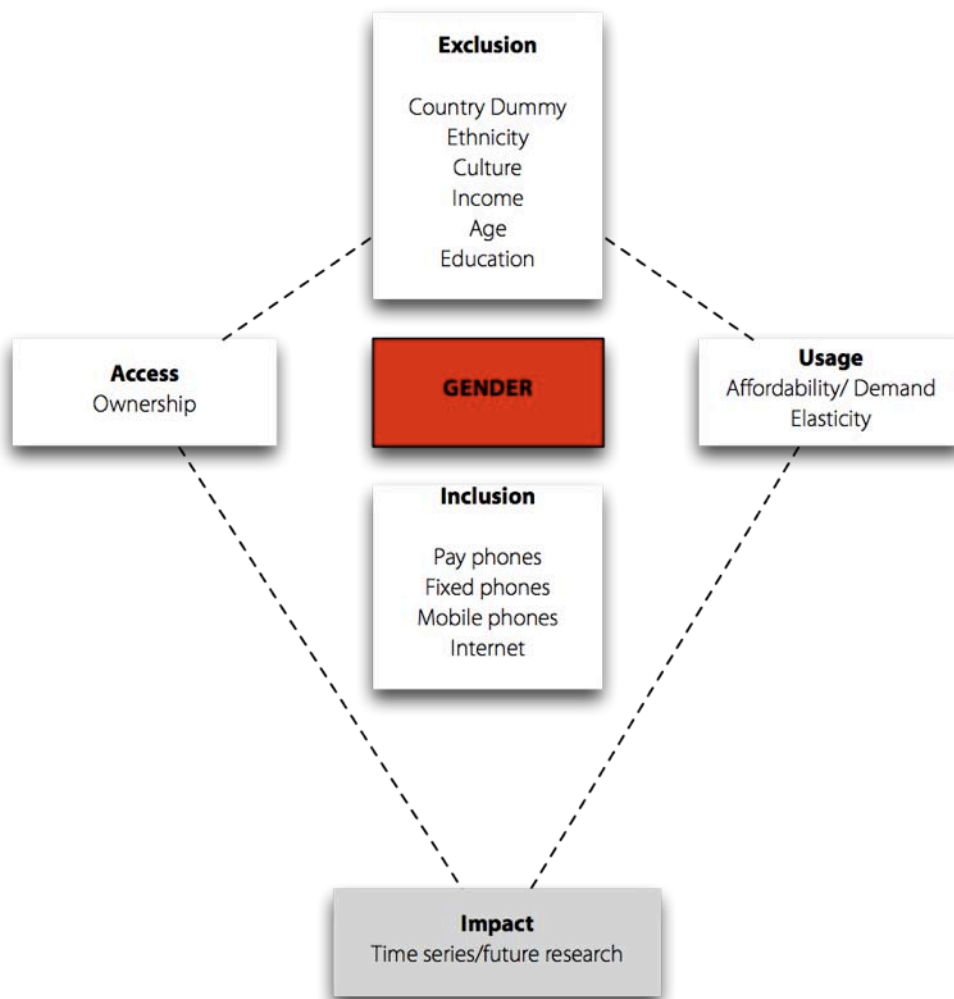 Exclusion
Country Dummy
Ethnicity
Culture
Income
Age
Education
Access
Ownership
GENDER
Usage
Affordability/ Demand
Elasticity
Inclusion
Pay phones
Fixed phones
Mobile phones
Internet
Impact
Time series/future research